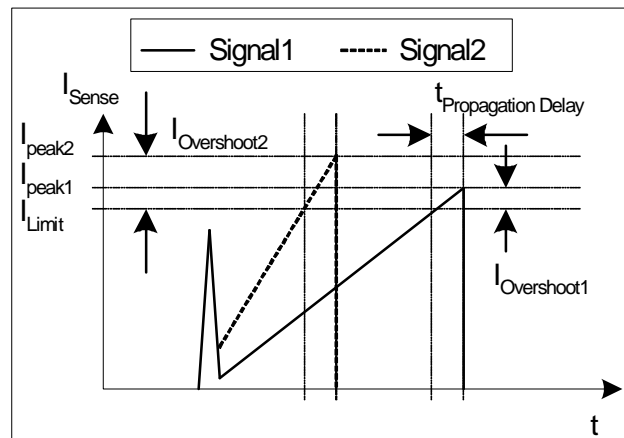 Signal1 Signal2
I_Sense
t_Propagation Delay
I_peak2
I_Overshoot2
I_peak1
I_Limit
I_Overshoot1
t